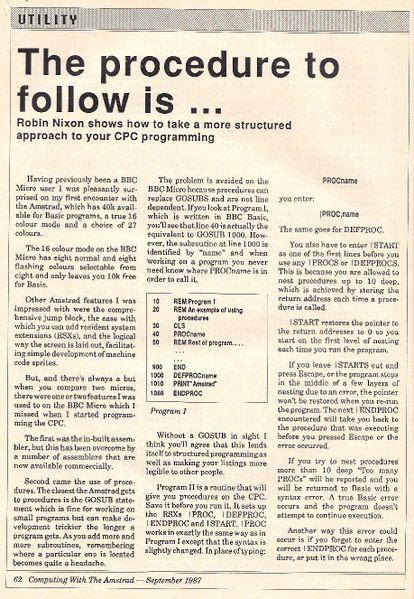 UTILITY
The procedure to
follow is ...
Robin Nixon shows how to take a more structured
approach to your CPC programming
Having previously been a BBC
Micro user I was pleasantly sur-
prised on my first encounter with
the Amstrad, which has 40k avail-
able for Basic programs, a true 16
colour mode and a choice of 27
colours.
The 16 colour mode on the BBC
Micro has eight normal and eight
flashing colours selectable from
eight and only leaves you 10k free
for Basic.
Other Amstrad features I was
impressed with were the compre-
hensive jump block, the ease with
which you can add resident system
extensions (RSXs), and the logical
way the screen is laid out, facilitat-
ing simple development of machine
code sprites.
But, and there's always a but
when you compare two micros,
there were one or two features I was
used to on the BBC Micro which I
missed when I started program-
ming the CPC.
The first was the in-built assem-
bler, but this has been overcome by
a number of assemblers that are
now available commercially.
Second came the use of proce-
dures. The closest the Amstrad gets
to procedures is the GOSUB state-
ment which is fine for working on
small programs but can make de-
velopment trickier the longer a
program gets. As you add more and
more subroutines, remembering
where a particular one is located
becomes quite a headache.
The problem is avoided on the
BBC Micro because procedures can
replace GOSUBS and are not line
dependent. If you look at Program I,
which is written in BBC Basic,
you'll see that line 40 is actually the
equivalent to GOSUB 1000. How-
ever, the subroutine at line 1000 is
identified by "name" and when
working on a program you never
need know where PROCname is in
order to call it.
10 REM Program I
20 REM An example of using
procedures
30 CLS
40 PROCname
50 REM Rest of program....
...
...
900 END
1000 DEFPROCname
1010 PRINT"Amstrad"
1080 ENDPROC
Program I
Without a GOSUB in sight I
think you'll agree that this lends
itself to structured programming as
well as making your listings more
legible to other people.
Program II is a routine that will
give you procedures on the CPC.
Save it before you run it. It sets up
the RSXs |PROC, |DEFPROC,
|ENDPROC and |START. |PROC
works in exactly the same way as in
Program I except that the syntax is
slightly changed. In place of typing:
PROCname
you enter:
|PROC,name
The same goes for DEFPROC.
You also have to enter |START
as one of the first lines before you
use any |PROCS or |DEFPROCS.
This is because you are allowed to
nest procedures up to 10 deep,
which is achieved by storing the
return address each time a proce-
dure is called.
|START restores the pointer to
the return addresses to 0 so you
start on the first level of nesting
each time you run the program.
If you leave |STARTS out and
press Escape, or the program stops
in the middle of a few layers of
nesting due to an error, the pointer
won't be restored when you re-run
the program. The next |ENDPROC
encountered will take you back to
the procedure that was executing
before you pressed Escape or the
error occurred.
If you try to nest procedures
more than 10 deep "Too many
PROCs" will be reported and you
will be returned to Basic with a
syntax error. A true Basic error
occurs and the program doesn't
attempt to continue execution.
Another way this error could
occur is if you forget to enter the
correct |ENDPROC for each proce-
dure, or put it in the wrong place.
62 Computing With The Amstrad — September 1987